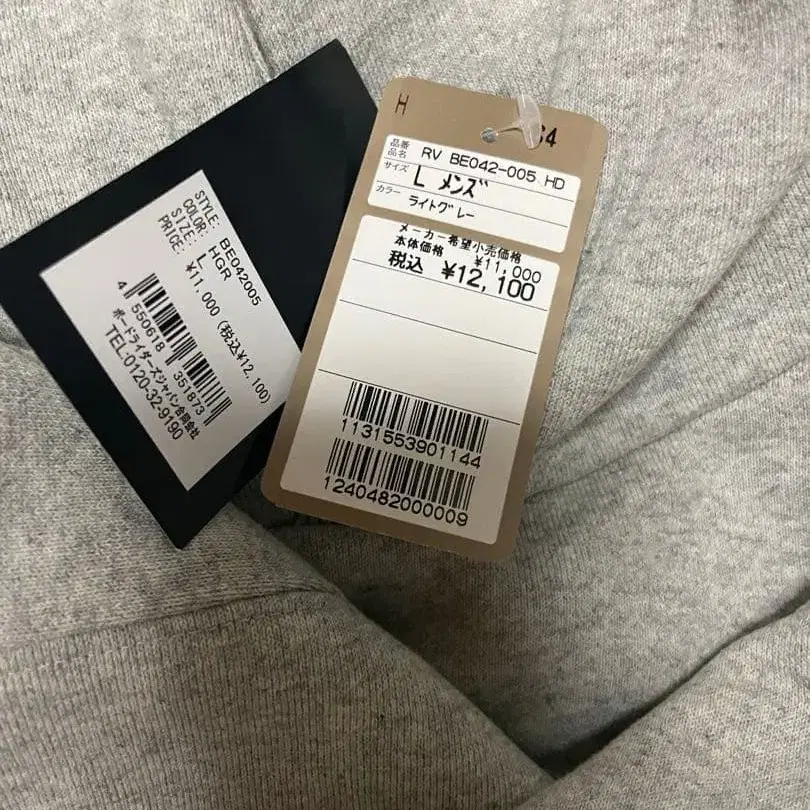 STYLE: BE042005
COLOR: HGR
SIZE: L
PRICE: ¥11,000 (税込¥12,100)
4 550618 351873
ボードライダーズジャパン合同会社
TEL:0120-32-9190
H
S4
品番
品名 RV BE042-005 HD
サイズ L メンズ
カラー ライトグレー
メーカー希望小売価格
本体価格 ¥11,000
税込 ¥12,100
1131553901144
1240482000009